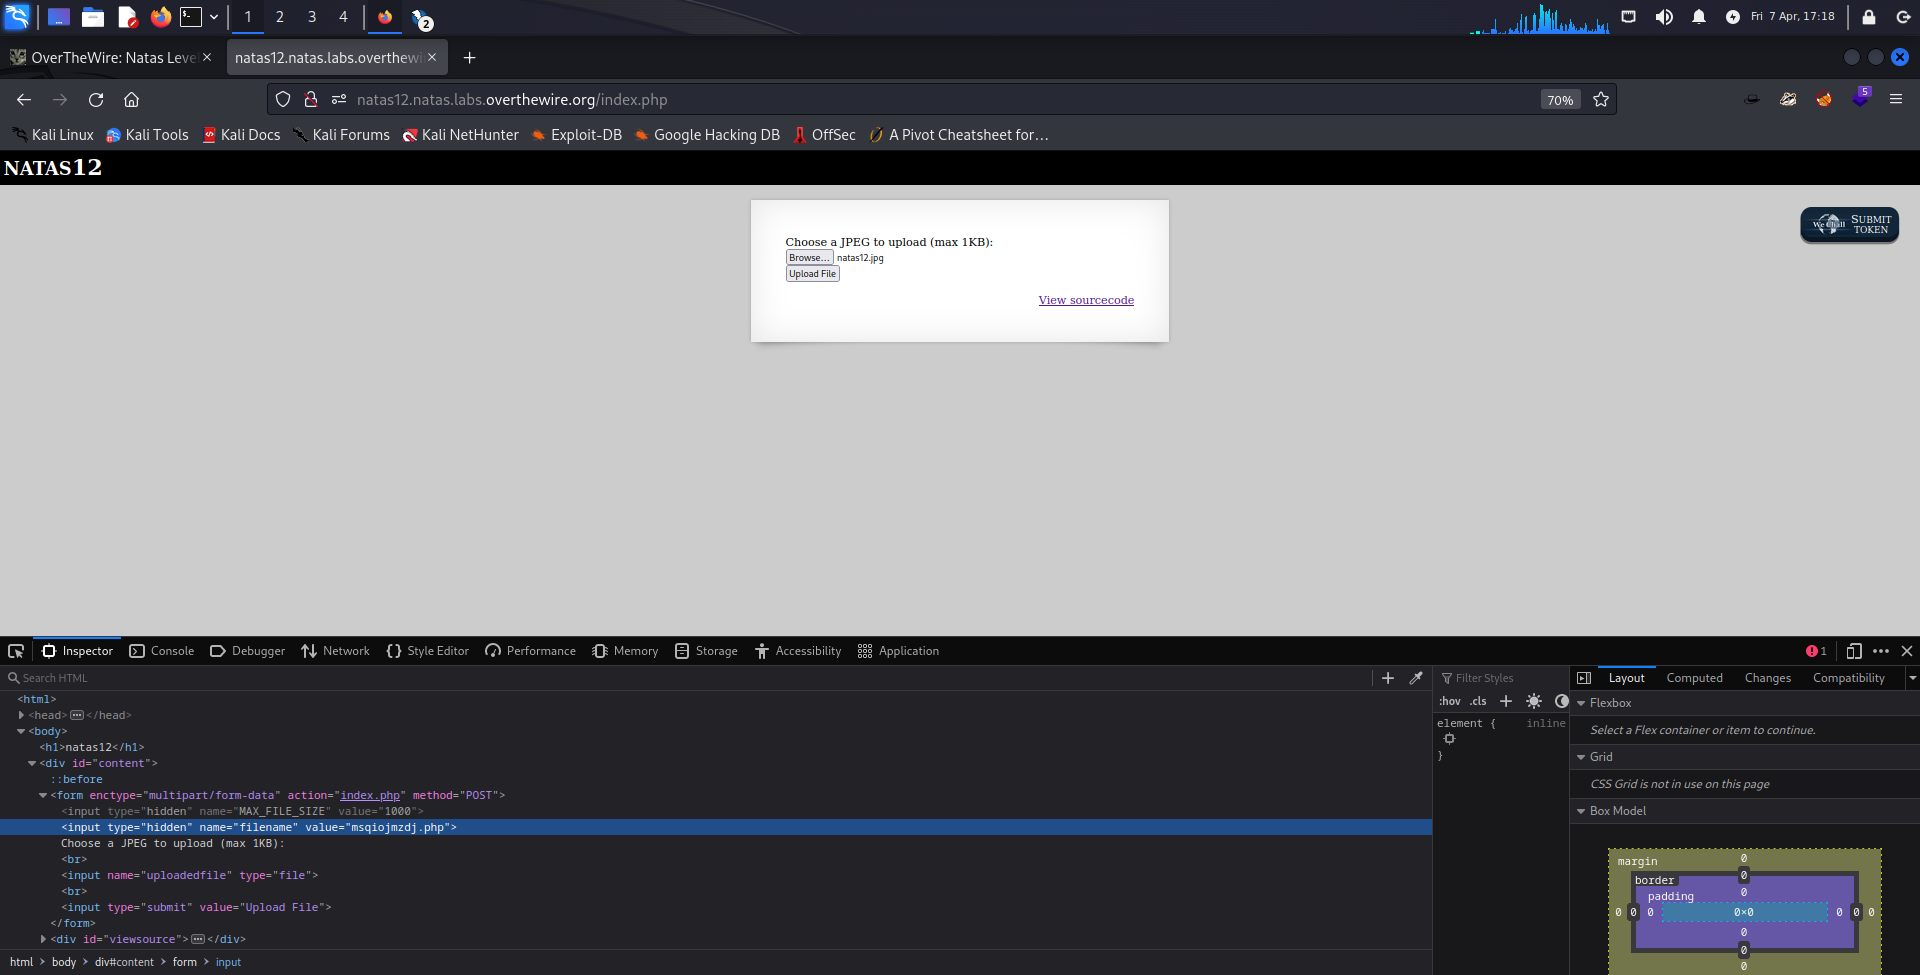 1 2 3 4 2 Fri 7 Apr, 17:18
OverTheWire: Natas Leve natas12.natas.labs.overthewi
natas12.natas.labs.overthewire.org/index.php 70% 5
Kali Linux Kali Tools Kali Docs Kali Forums Kali NetHunter Exploit-DB Google Hacking DB OffSec A Pivot Cheatsheet for…
NATAS12
Choose a JPEG to upload (max 1KB):
Browse… natas12.jpg
Upload File
View sourcecode
We Chall SUBMIT
TOKEN
Inspector Console Debugger Network Style Editor Performance Memory Storage Accessibility Application 1
Search HTML
<html>
<head> </head>
<body>
<h1>natas12</h1>
<div id="content">
::before
<form enctype="multipart/form-data" action="index.php" method="POST">
<input type="hidden" name="MAX_FILE_SIZE" value="1000">
<input type="hidden" name="filename" value="msqiojmzdj.php">
Choose a JPEG to upload (max 1KB):
<br>
<input name="uploadedfile" type="file">
<br>
<input type="submit" value="Upload File">
</form>
<div id="viewsource"> </div>
html > body > div#content > form > input
Filter Styles
:hov .cls
element { inline
}
Layout Computed Changes Compatibility
Flexbox
Select a Flex container or item to continue.
Grid
CSS Grid is not in use on this page
Box Model
margin 0
border 0
padding 0
0 0 0 0×0 0 0 0
0
0
0